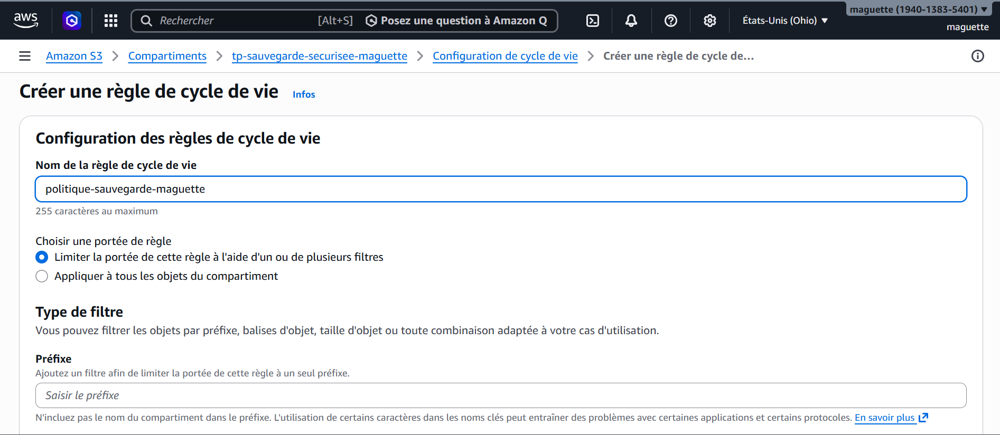 aws
Rechercher [Alt+S] Posez une question à Amazon Q
États-Unis (Ohio)
maguette (1940-1383-5401)
maguette
Amazon S3 > Compartiments > tp-sauvegarde-securisee-maguette > Configuration de cycle de vie > Créer une règle de cycle de...
Créer une règle de cycle de vie Infos
Configuration des règles de cycle de vie
Nom de la règle de cycle de vie
politique-sauvegarde-maguette
255 caractères au maximum
Choisir une portée de règle
Limiter la portée de cette règle à l'aide d'un ou de plusieurs filtres
Appliquer à tous les objets du compartiment
Type de filtre
Vous pouvez filtrer les objets par préfixe, balises d'objet, taille d'objet ou toute combinaison adaptée à votre cas d'utilisation.
Préfixe
Ajoutez un filtre afin de limiter la portée de cette règle à un seul préfixe.
Saisir le préfixe
N'incluez pas le nom du compartiment dans le préfixe. L'utilisation de certains caractères dans les noms clés peut entraîner des problèmes avec certaines applications et certains protocoles. En savoir plus